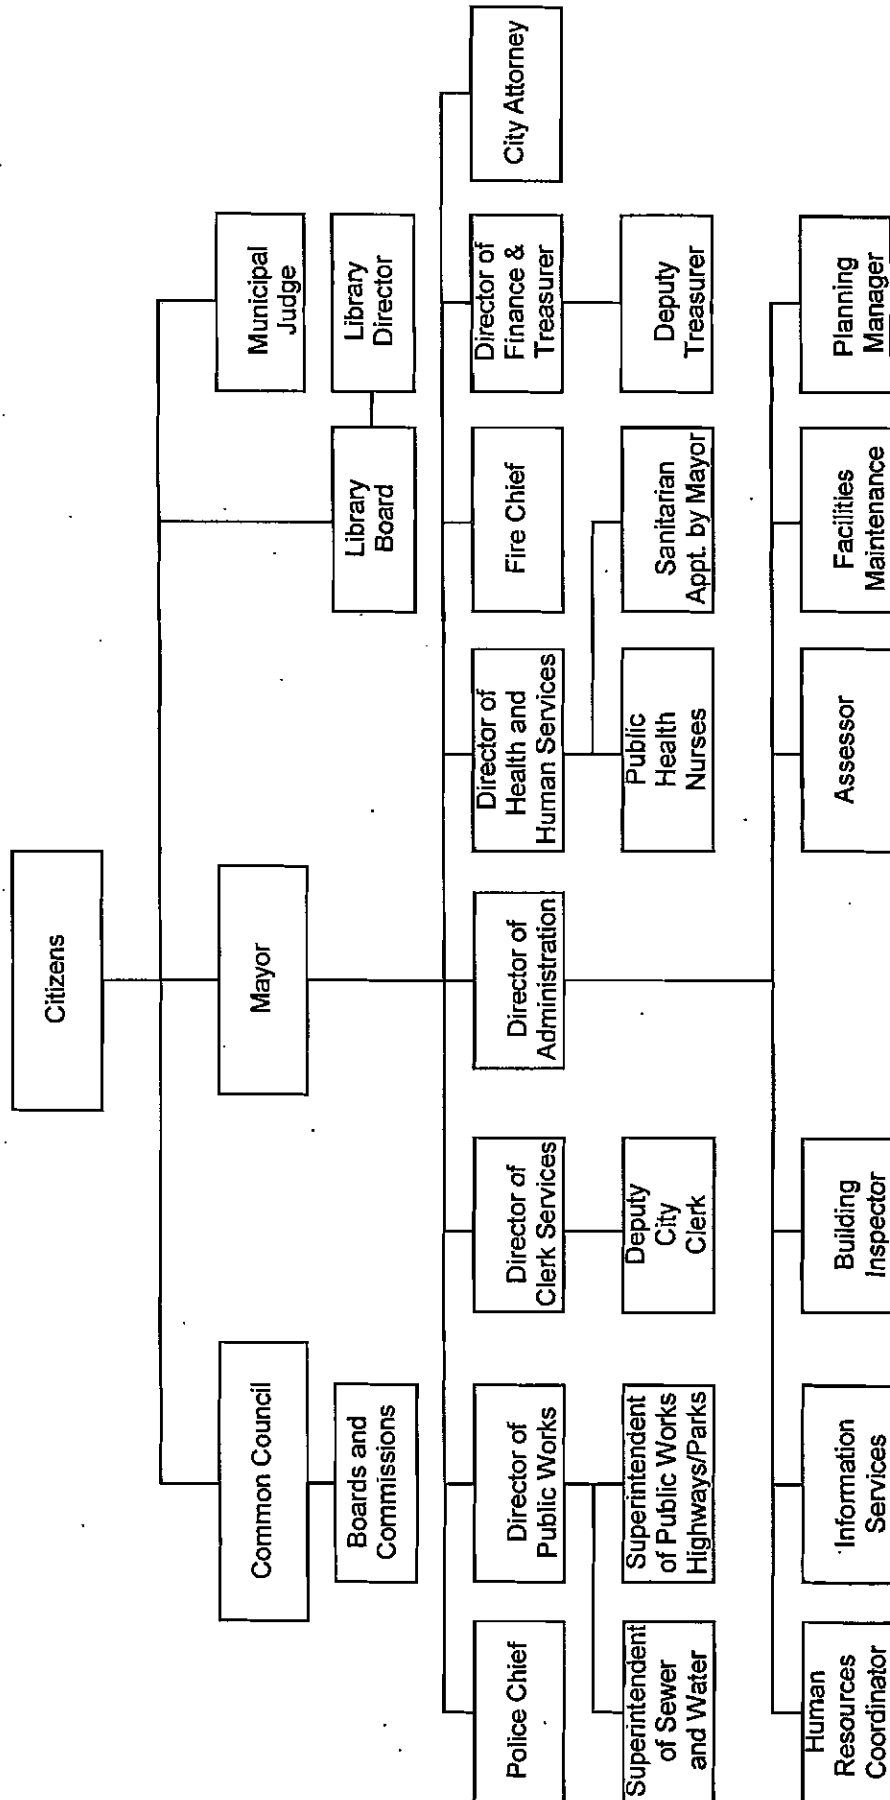 Citizens
Common Council
Mayor
Municipal
Judge
Boards and
Commissions
Library
Board
Library
Director
Police Chief
Director of
Public Works
Director of
Clerk Services
Director of
Administration
Director of
Health and
Human Services
Fire Chief
Director of
Finance &
Treasurer
City Attorney
Superintendent
of Sewer
and Water
Superintendent
of Public Works
Highways/Parks
Deputy
City
Clerk
Public
Health
Nurses
Sanitarian
Appt. by Mayor
Deputy
Treasurer
Human
Resources
Coordinator
Information
Services
Building
Inspector
Assessor
Facilities
Maintenance
Planning
Manager